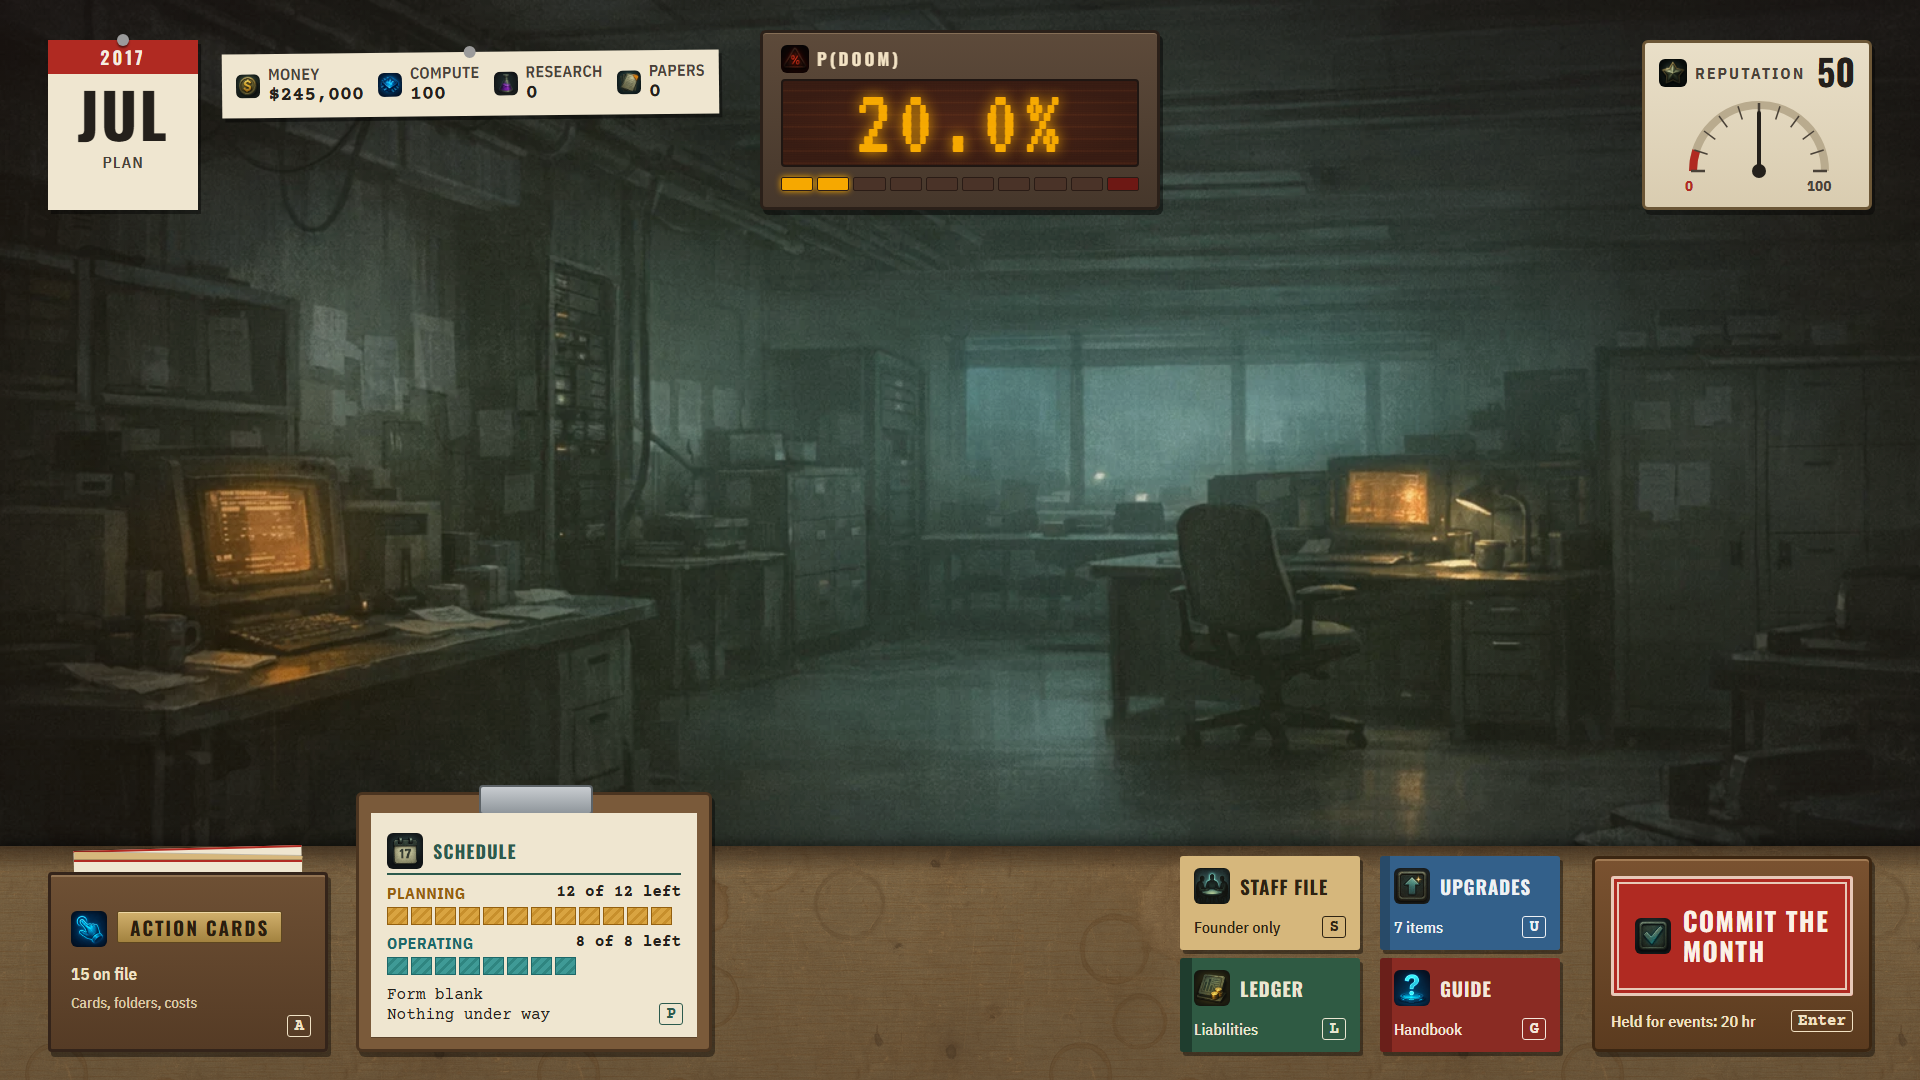 2017
JUL
PLAN
MONEY
$245,000
COMPUTE
100
RESEARCH
0
PAPERS
0
P(DOOM)
20.0%
REPUTATION 50
0 100
ACTION CARDS
15 on file
Cards, folders, costs
A
17
SCHEDULE
PLANNING 12 of 12 left
OPERATING 8 of 8 left
Form blank
Nothing under way
P
STAFF FILE
Founder only S
UPGRADES
7 items U
LEDGER
Liabilities L
?
GUIDE
Handbook G
COMMIT THE
MONTH
Held for events: 20 hr Enter